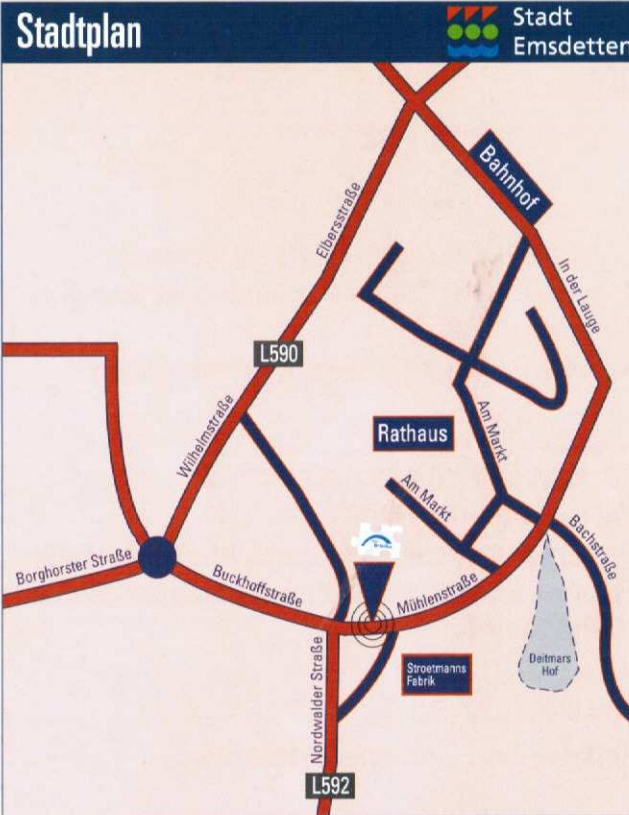 Stadtplan
Stadt
Emsdetten
Bahnhof
Elbersstraße
In der Lauge
L590
Wilhelmstraße
Rathaus
Am Markt
Am Markt
Bachstraße
Borghorster Straße
Buckhoffstraße
Mühlenstraße
Nordwalder Straße
Stroetmanns
Fabrik
Deitmars
Hof
L592